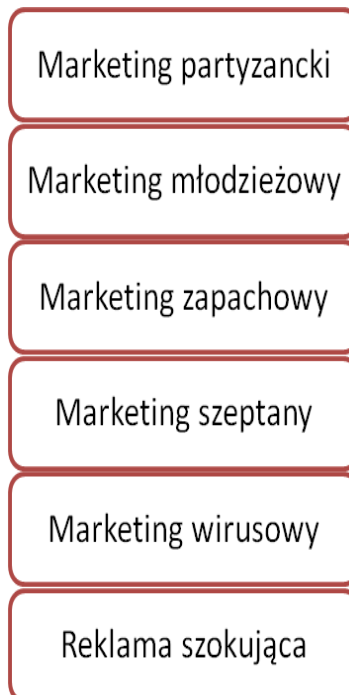 Marketing partyzancki
Marketing młodzieżowy
Marketing zapachowy
Marketing szeptany
Marketing wirusowy
Reklama szokująca